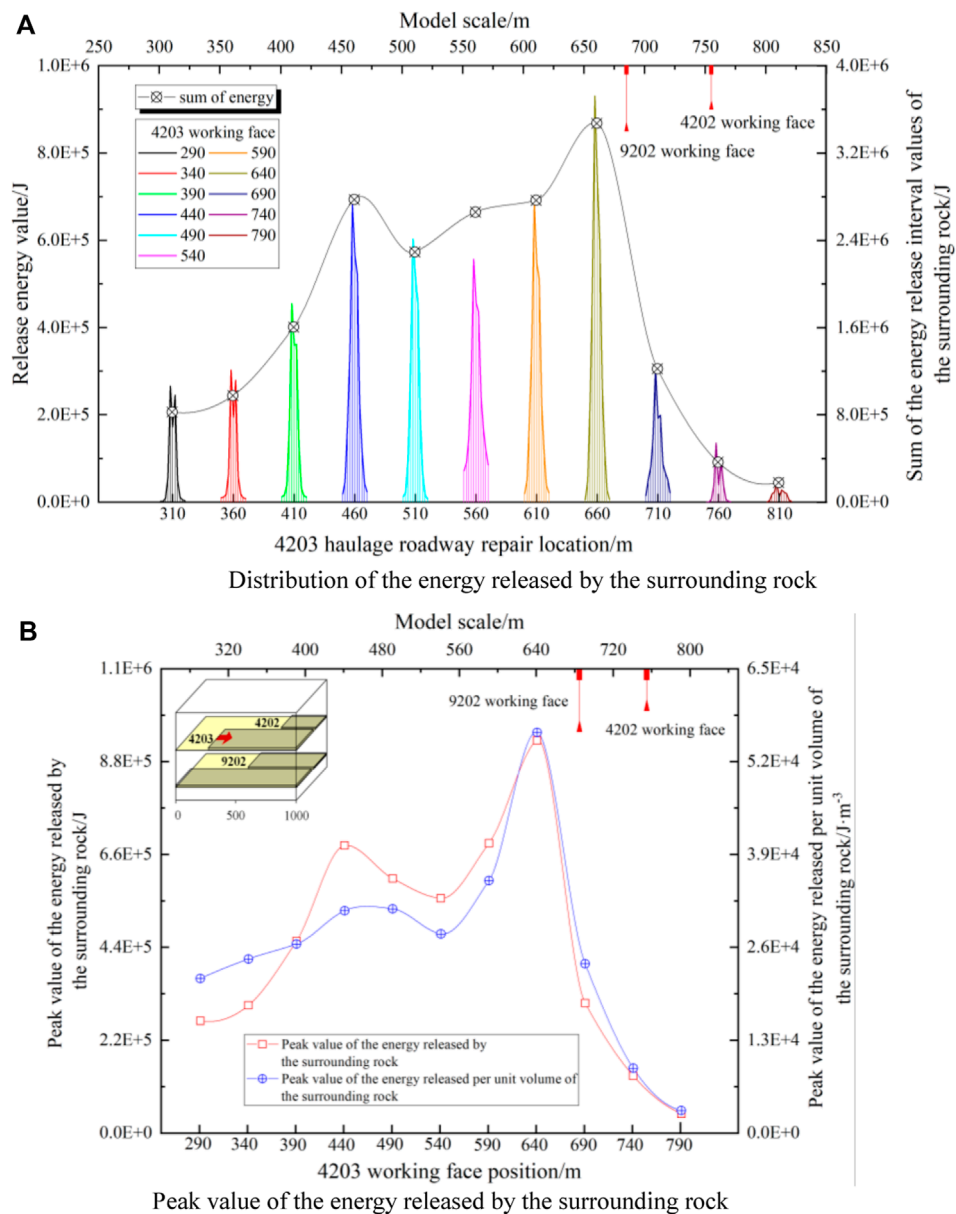 A
Model scale/m
250 300 350 400 450 500 550 600 650 700 750 800 850
1.0E+6
8.0E+5
6.0E+5
4.0E+5
2.0E+5
0.0E+0
Release energy value/J
sum of energy
4203 working face
290 590
340 640
390 690
440 740
490 790
540
4202 working face
9202 working face
4.0E+6
3.2E+6
2.4E+6
1.6E+6
8.0E+5
0.0E+0
Sum of the energy release interval values of
the surrounding rock/J
310 360 410 460 510 560 610 660 710 760 810
4203 haulage roadway repair location/m
Distribution of the energy released by the surrounding rock
B
Model scale/m
320 400 480 560 640 720 800
1.1E+6
8.8E+5
6.6E+5
4.4E+5
2.2E+5
0.0E+0
Peak value of the energy released by
the surrounding rock/J
4202
4203
9202
0 500 1000
9202 working face
4202 working face
6.5E+4
5.2E+4
3.9E+4
2.6E+4
1.3E+4
0.0E+0
Peak value of the energy released per unit volume of
the surrounding rock/J·m⁻³
Peak value of the energy released by
the surrounding rock
Peak value of the energy released per unit volume of
the surrounding rock
290 340 390 440 490 540 590 640 690 740 790
4203 working face position/m
Peak value of the energy released by the surrounding rock